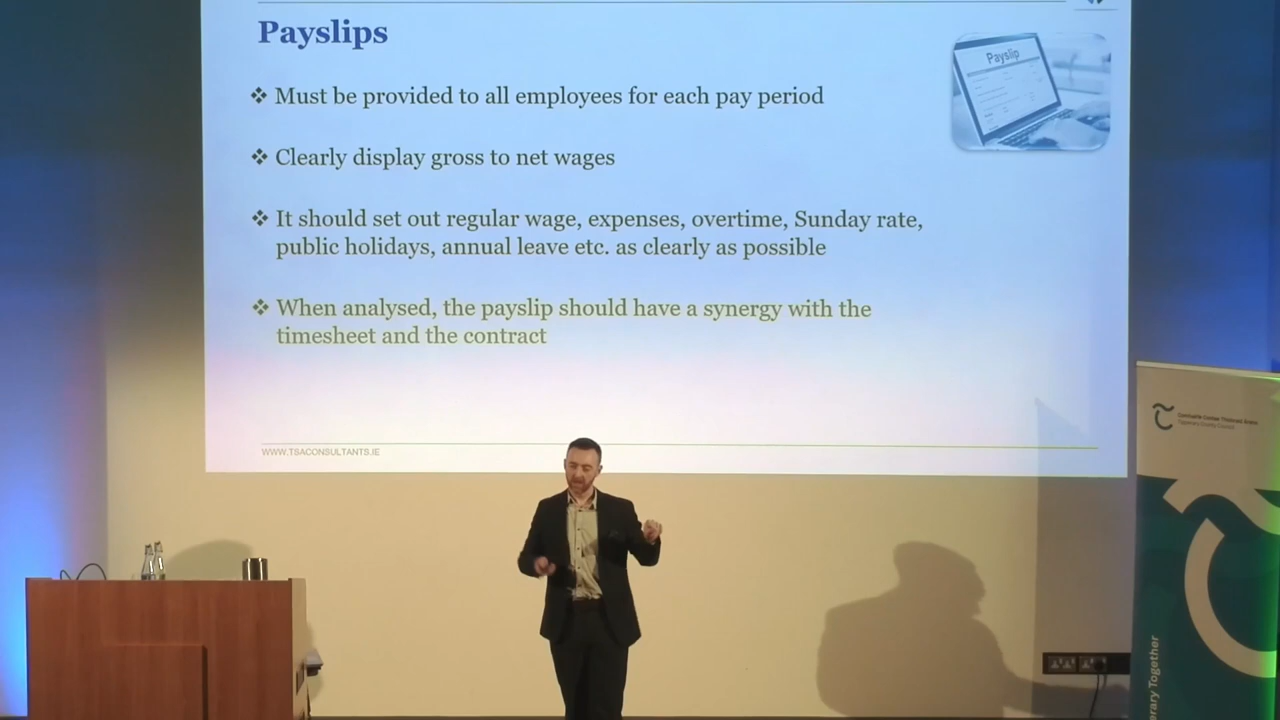 Payslips
Payslip
❖ Must be provided to all employees for each pay period
❖ Clearly display gross to net wages
❖ It should set out regular wage, expenses, overtime, Sunday rate,
public holidays, annual leave etc. as clearly as possible
❖ When analysed, the payslip should have a synergy with the
timesheet and the contract
WWW.TSACONSULTANTS.IE
Comhairle Contae Thiobraid Árann
Tipperary County Council
rary Together